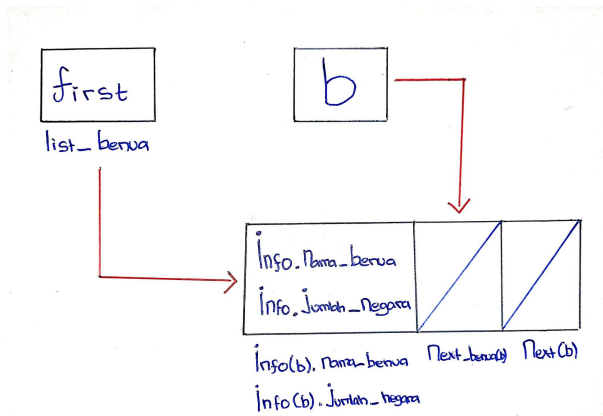 first
list_benua
b
Info.nama_benua
Info.jumlah_negara
Info(b).nama_benua
Info(b).jumlah_negara
Next_benua(b)
Next(b)